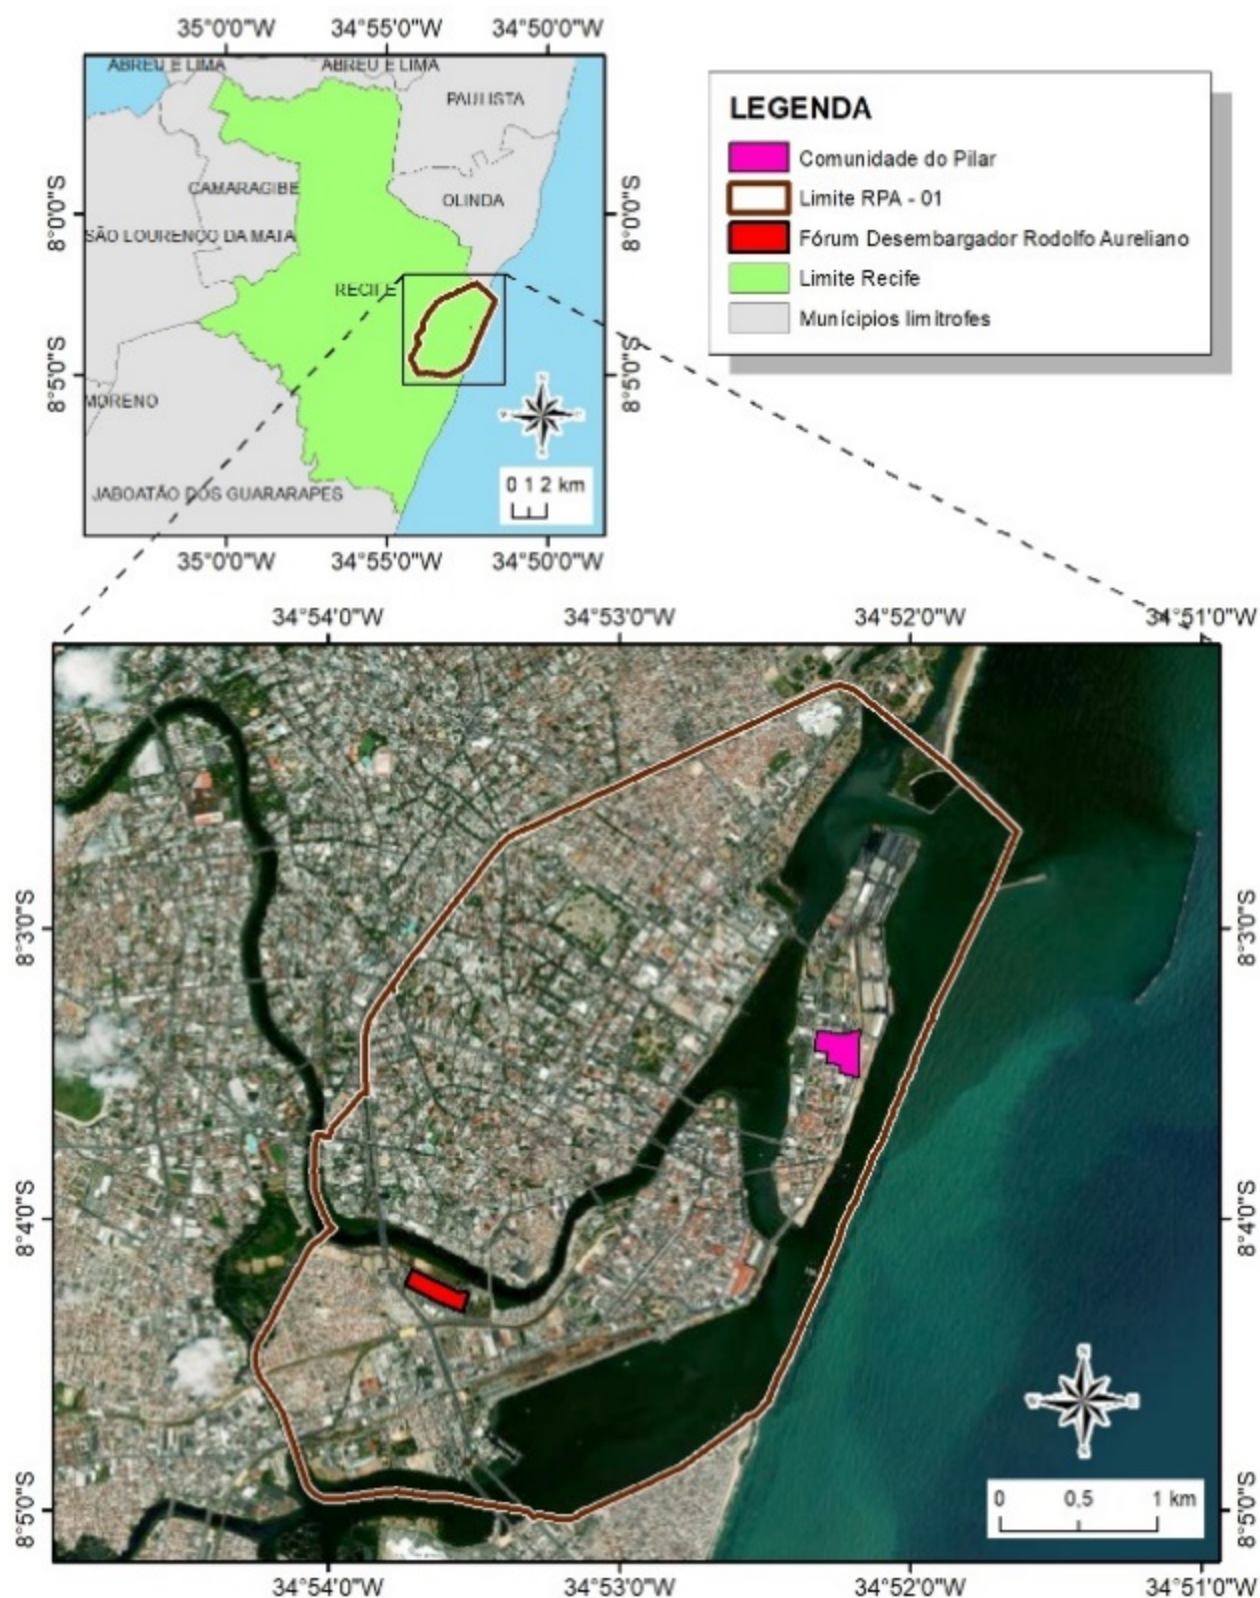 35°0'0"W 34°55'0"W 34°50'0"W
ABREU E LIMA ABREU E LIMA
PAULISTA
CAMARAGIBE
OLINDA
8°0'0"S 8°0'0"S
SÃO LOURENÇO DA MATA
RECIFE
8°5'0"S 8°5'0"S
MORENO
0 1 2 km
JABOATÃO DOS GUARARAPES
35°0'0"W 34°55'0"W 34°50'0"W
LEGENDA
Comunidade do Pilar
Limite RPA - 01
Fórum Desembargador Rodolfo Aureliano
Limite Recife
Munícipios limítrofes
34°54'0"W 34°53'0"W 34°52'0"W 34°51'0"W
8°3'0"S 8°3'0"S
8°4'0"S 8°4'0"S
8°5'0"S 8°5'0"S
0 0,5 1 km
34°54'0"W 34°53'0"W 34°52'0"W 34°51'0"W